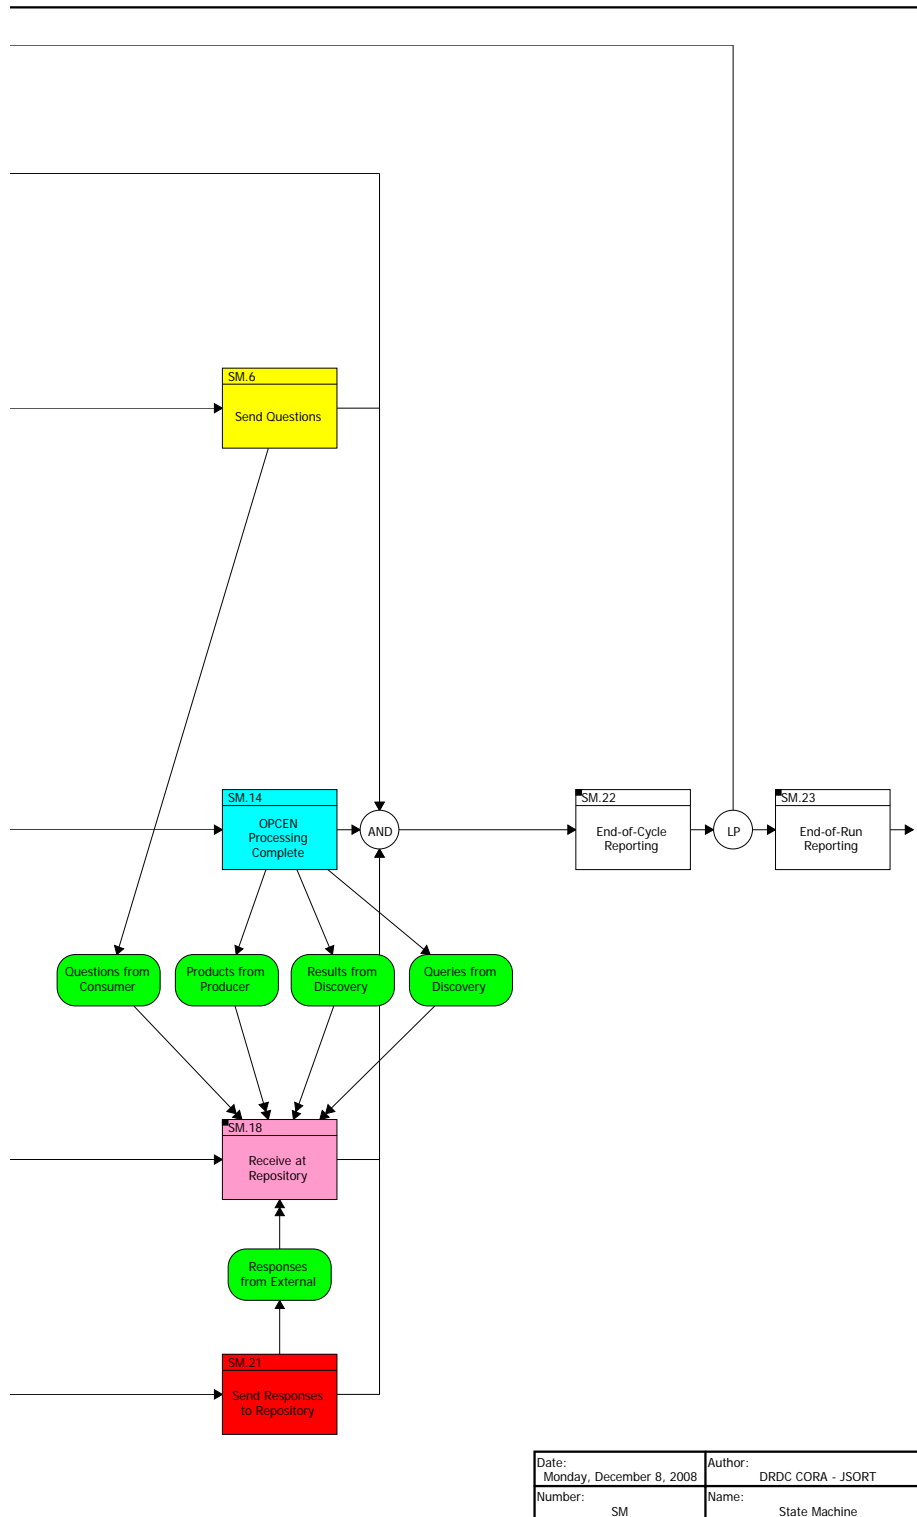 SM.6
Send Questions
SM.14
OPCEN
Processing
Complete
AND
SM.22
End-of-Cycle
Reporting
LP
SM.23
End-of-Run
Reporting
Questions from
Consumer
Products from
Producer
Results from
Discovery
Queries from
Discovery
SM.18
Receive at
Repository
Responses
from External
SM.21
Send Responses
to Repository
Date:
Monday, December 8, 2008
Author:
DRDC CORA - JSORT
Number:
SM
Name:
State Machine